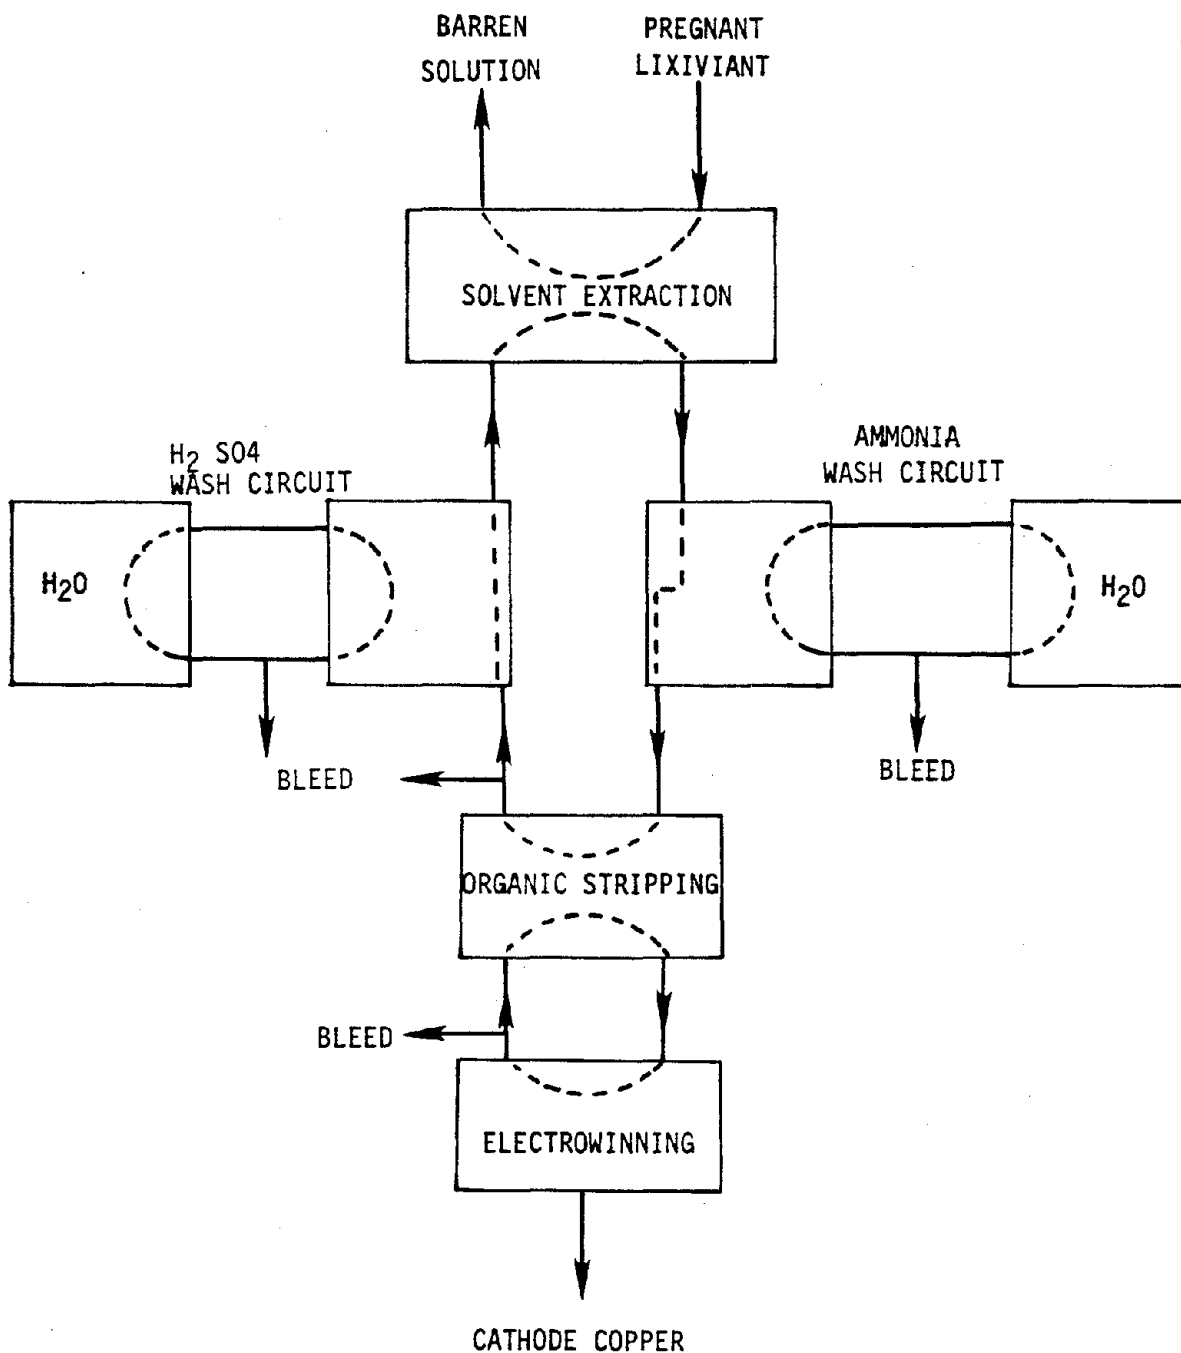 BARREN
SOLUTION
PREGNANT
LIXIVIANT
SOLVENT EXTRACTION
H2 SO4
WASH CIRCUIT
AMMONIA
WASH CIRCUIT
H2O
H2O
BLEED
BLEED
ORGANIC STRIPPING
BLEED
ELECTROWINNING
CATHODE COPPER